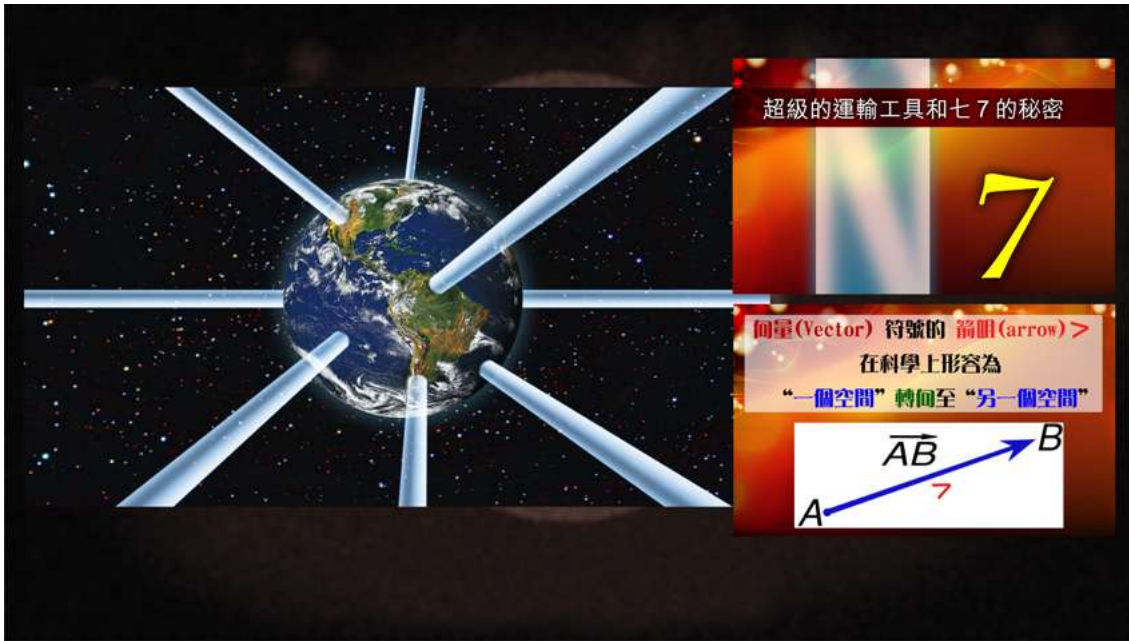 超級的運輸工具和七7的秘密
N 7
向量(Vector) 符號的 箭咀(arrow)>
在科學上形容為
“一個空間”轉向至“另一個空間”
AB
B
A